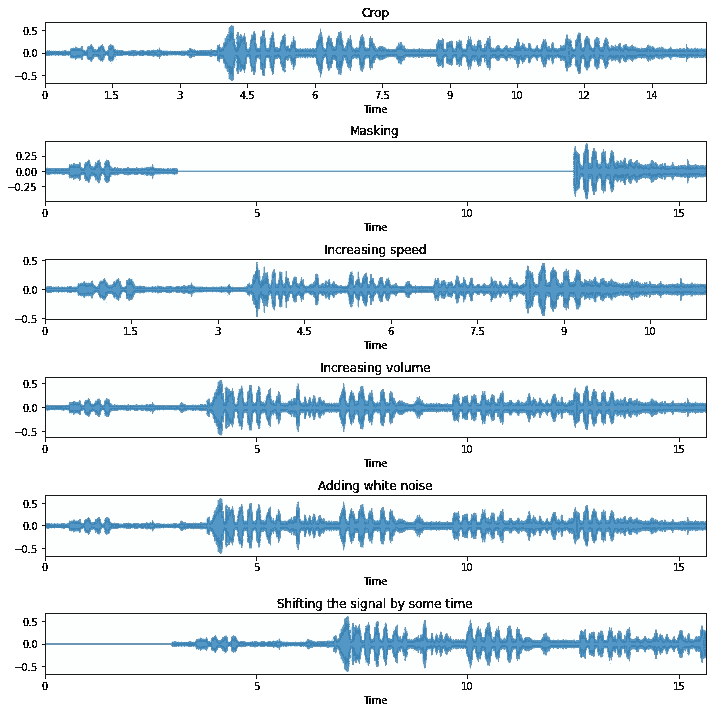 Crop
0.5
0.0
−0.5
0 1.5 3 4.5 6 7.5 9 10 12 14
Time
Masking
0.25
0.00
−0.25
0 5 10 15
Time
Increasing speed
0.5
0.0
−0.5
0 1.5 3 4.5 6 7.5 9 10
Time
Increasing volume
0.5
0.0
−0.5
0 5 10 15
Time
Adding white noise
0.5
0.0
−0.5
0 5 10 15
Time
Shifting the signal by some time
0.5
0.0
−0.5
0 5 10 15
Time